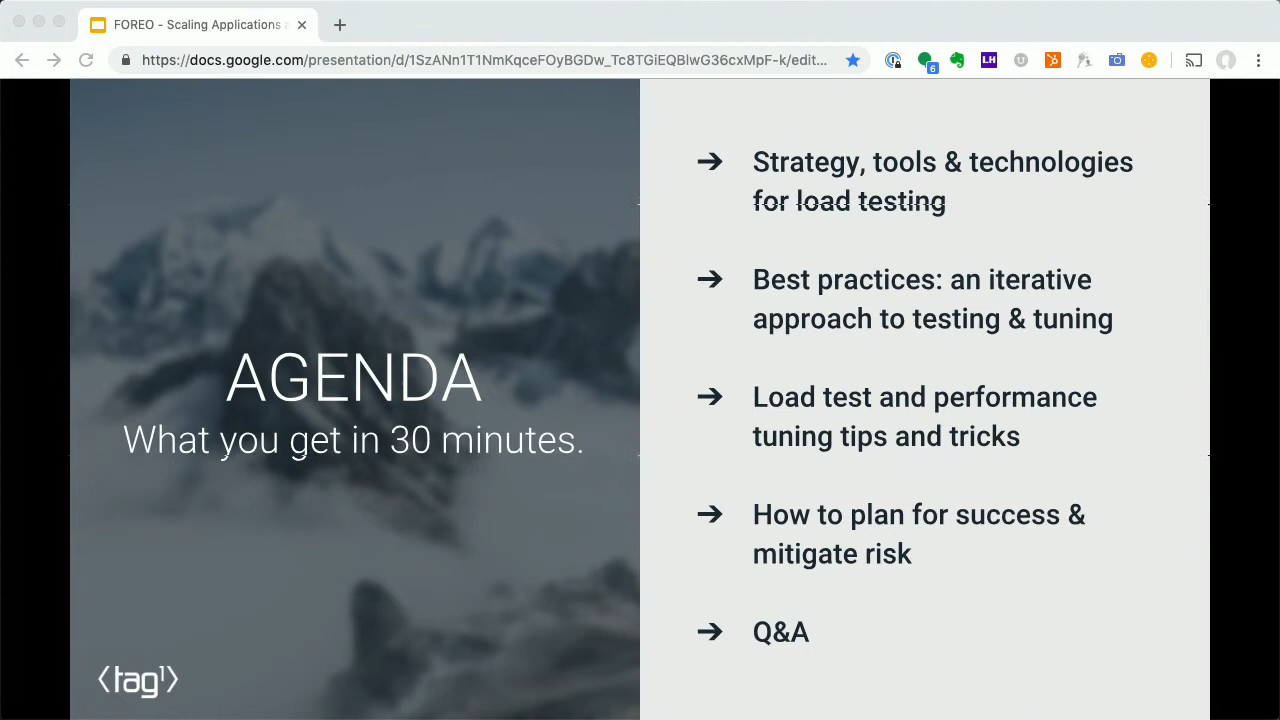 FOREO - Scaling Applications
https://docs.google.com/presentation/d/1SzANn1T1NmKqceFOyBGDw_Tc8TGiEQBlwG36cxMpF-k/edit...
6
LH
AGENDA
What you get in 30 minutes.
<tag1>
➔ Strategy, tools & technologies
for load testing
➔ Best practices: an iterative
approach to testing & tuning
➔ Load test and performance
tuning tips and tricks
➔ How to plan for success &
mitigate risk
➔ Q&A